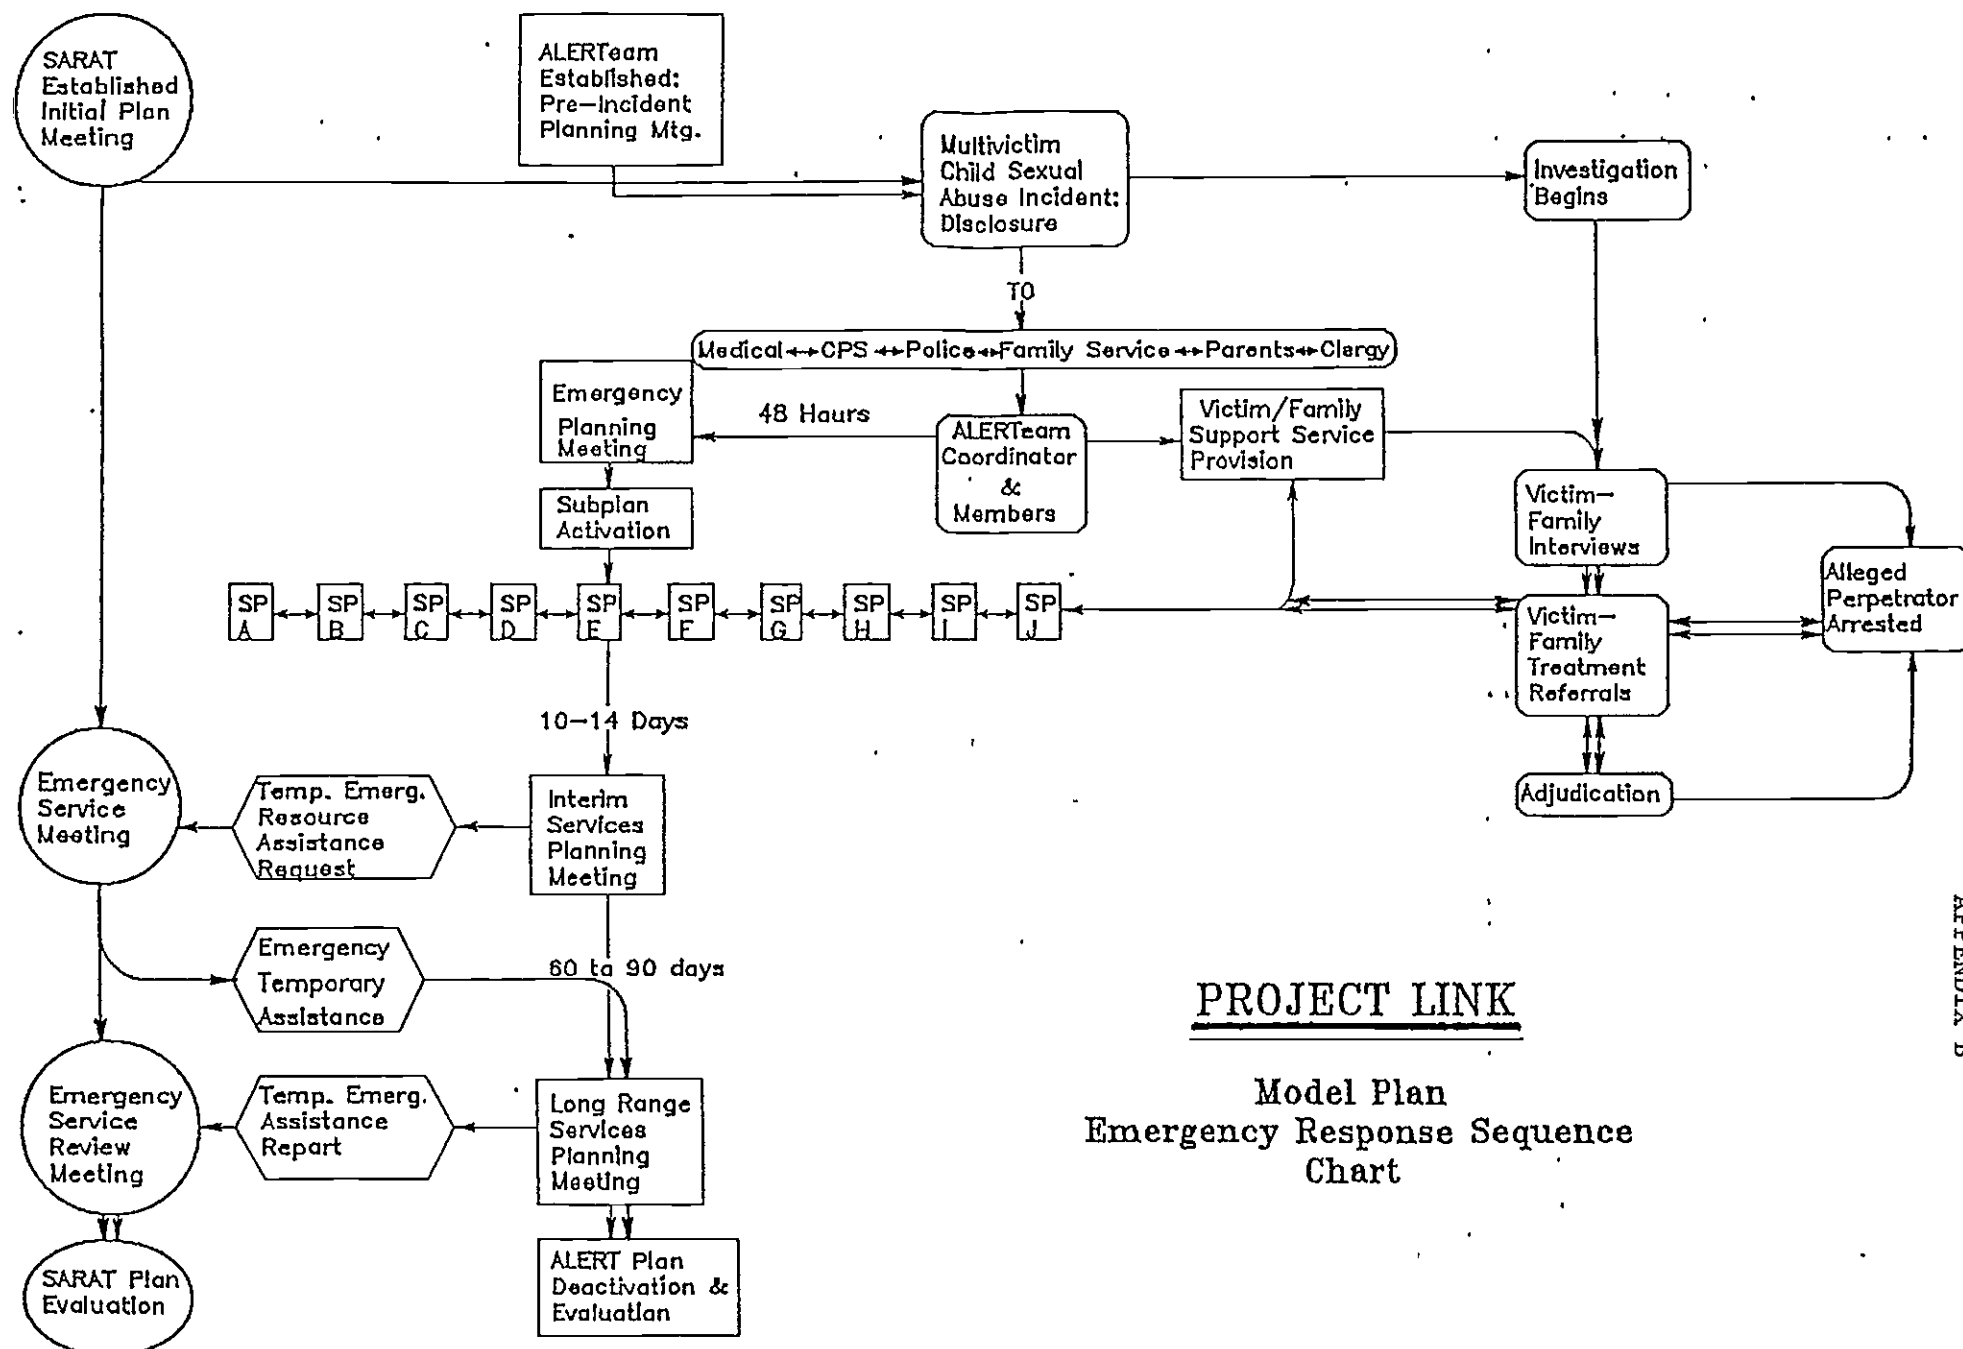 SARAT
Established
Initial Plan
Meeting
ALERTeam
Established:
Pre-Incident
Planning Mtg.
Multivictim
Child Sexual
Abuse Incident:
Disclosure
Investigation
Begins
TO
Medical↔CPS↔Police↔Family Service↔Parents↔Clergy
Emergency
Planning
Meeting
48 Haurs
ALERTeam
Coordinator
&
Members
Victim/Family
Support Service
Provision
Subplan
Activation
Victim—
Family
Interviews
Alleged
Perpetrator
Arrested
SP
A
SP
B
SP
C
SP
D
SP
E
SP
F
SP
G
SP
H
SP
I
SP
J
Victim—
Family
Treatment
Referrals
10-14 Days
Adjudication
Emergency
Service
Meeting
Temp. Emerg.
Resource
Assistance
Request
Interim
Services
Planning
Meeting
Emergency
Temporary
Assistance
60 to 90 days
Emergency
Service
Review
Meeting
Temp. Emerg.
Assistance
Repart
Long Range
Services
Planning
Meeting
SARAT Plan
Evaluation
ALERT Plan
Deactivation &
Evaluation
PROJECT LINK
Model Plan
Emergency Response Sequence
Chart
APPENDIX B